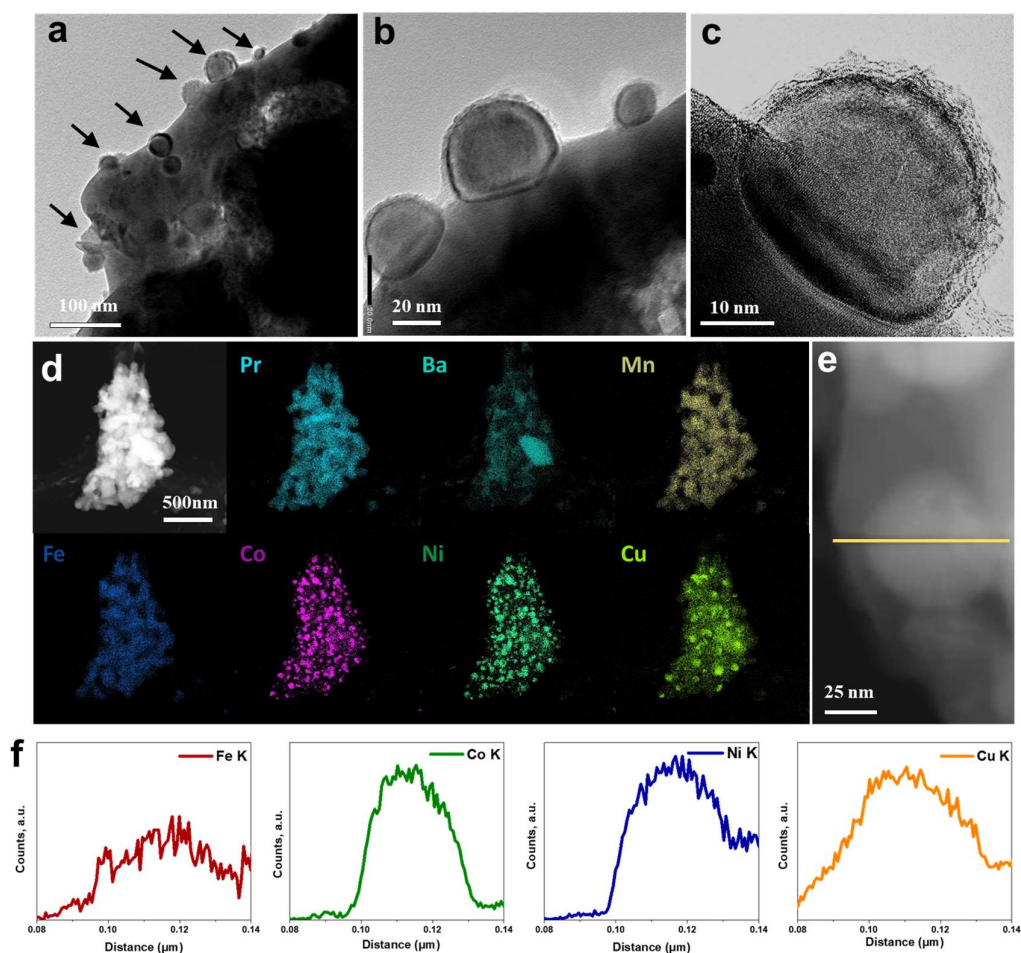 a
b
c
100 nm
20.0nm
20 nm
10 nm
d
Pr
Ba
Mn
e
500nm
Fe
Co
Ni
Cu
25 nm
f
Fe K
Co K
Ni K
Cu K
Counts, a.u.
Counts, a.u.
Counts, a.u.
Counts, a.u.
0.08 0.10 0.12 0.14
0.08 0.10 0.12 0.14
0.08 0.10 0.12 0.14
0.08 0.10 0.12 0.14
Distance (µm)
Distance (µm)
Distance (µm)
Distance (µm)